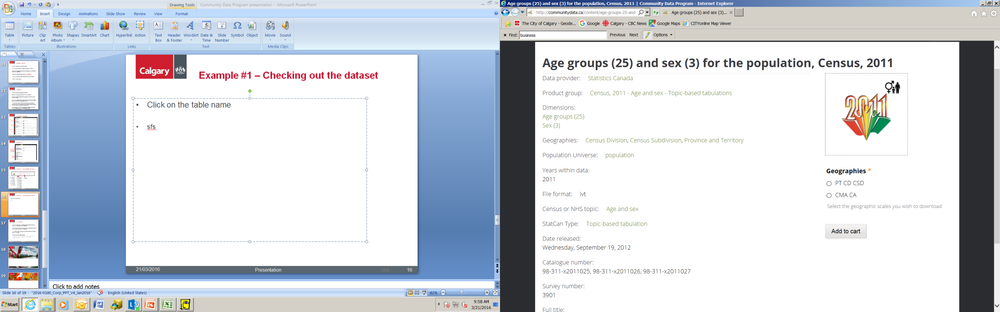 Drawing Tools
Community Data Program presentation - Microsoft PowerPoint
Home Insert Design Animations Slide Show Review View Format
Table
Picture
Clip Art
Photo Album
Shapes
SmartArt
Chart
Hyperlink
Action
Text Box
Header & Footer
WordArt
Date & Time
Slide Number
Symbol
Object
Movie
Sound
Tables
Illustrations
Links
Text
Media Clips
11
12
13
14
15
16
17
18
19
Calgary
Example #1 – Checking out the dataset
• Click on the table name
• sfs
21/03/2016 Presentation V04 16
Click to add notes
Slide 16 of 19 "2016-0180_Corp_PPT_V4_Jan2016" English (United States) 82%
Start
9:58 AM
3/21/2016
Age groups (25) and sex (3) for the population, Census, 2011 | Community Data Program - Internet Explorer
http://communitydata.ca/content/age-groups-25-and-
Age groups (25) and sex (3)...
The City of Calgary - Geode... Google Calgary - CBC News Google Maps CITYonline Map Viewer
x Find: business Previous Next Options
Age groups (25) and sex (3) for the population, Census, 2011
Data provider: Statistics Canada
Product group: Census, 2011 - Age and sex - Topic-based tabulations
Dimensions:
Age groups (25)
Sex (3)
Geographies: Census Division, Census Subdivision, Province and Territory
Population Universe: population
Years within data:
2011
File format: ivt
Census or NHS topic: Age and sex
StatCan Type: Topic-based tabulation
Date released:
Wednesday, September 19, 2012
Catalogue number:
98-311-x2011025, 98-311-x2011026, 98-311-x2011027
Survey number:
3901
Full title:
2011
Geographies *
PT CD CSD
CMA CA
Select the geographic scales you wish to download
Add to cart